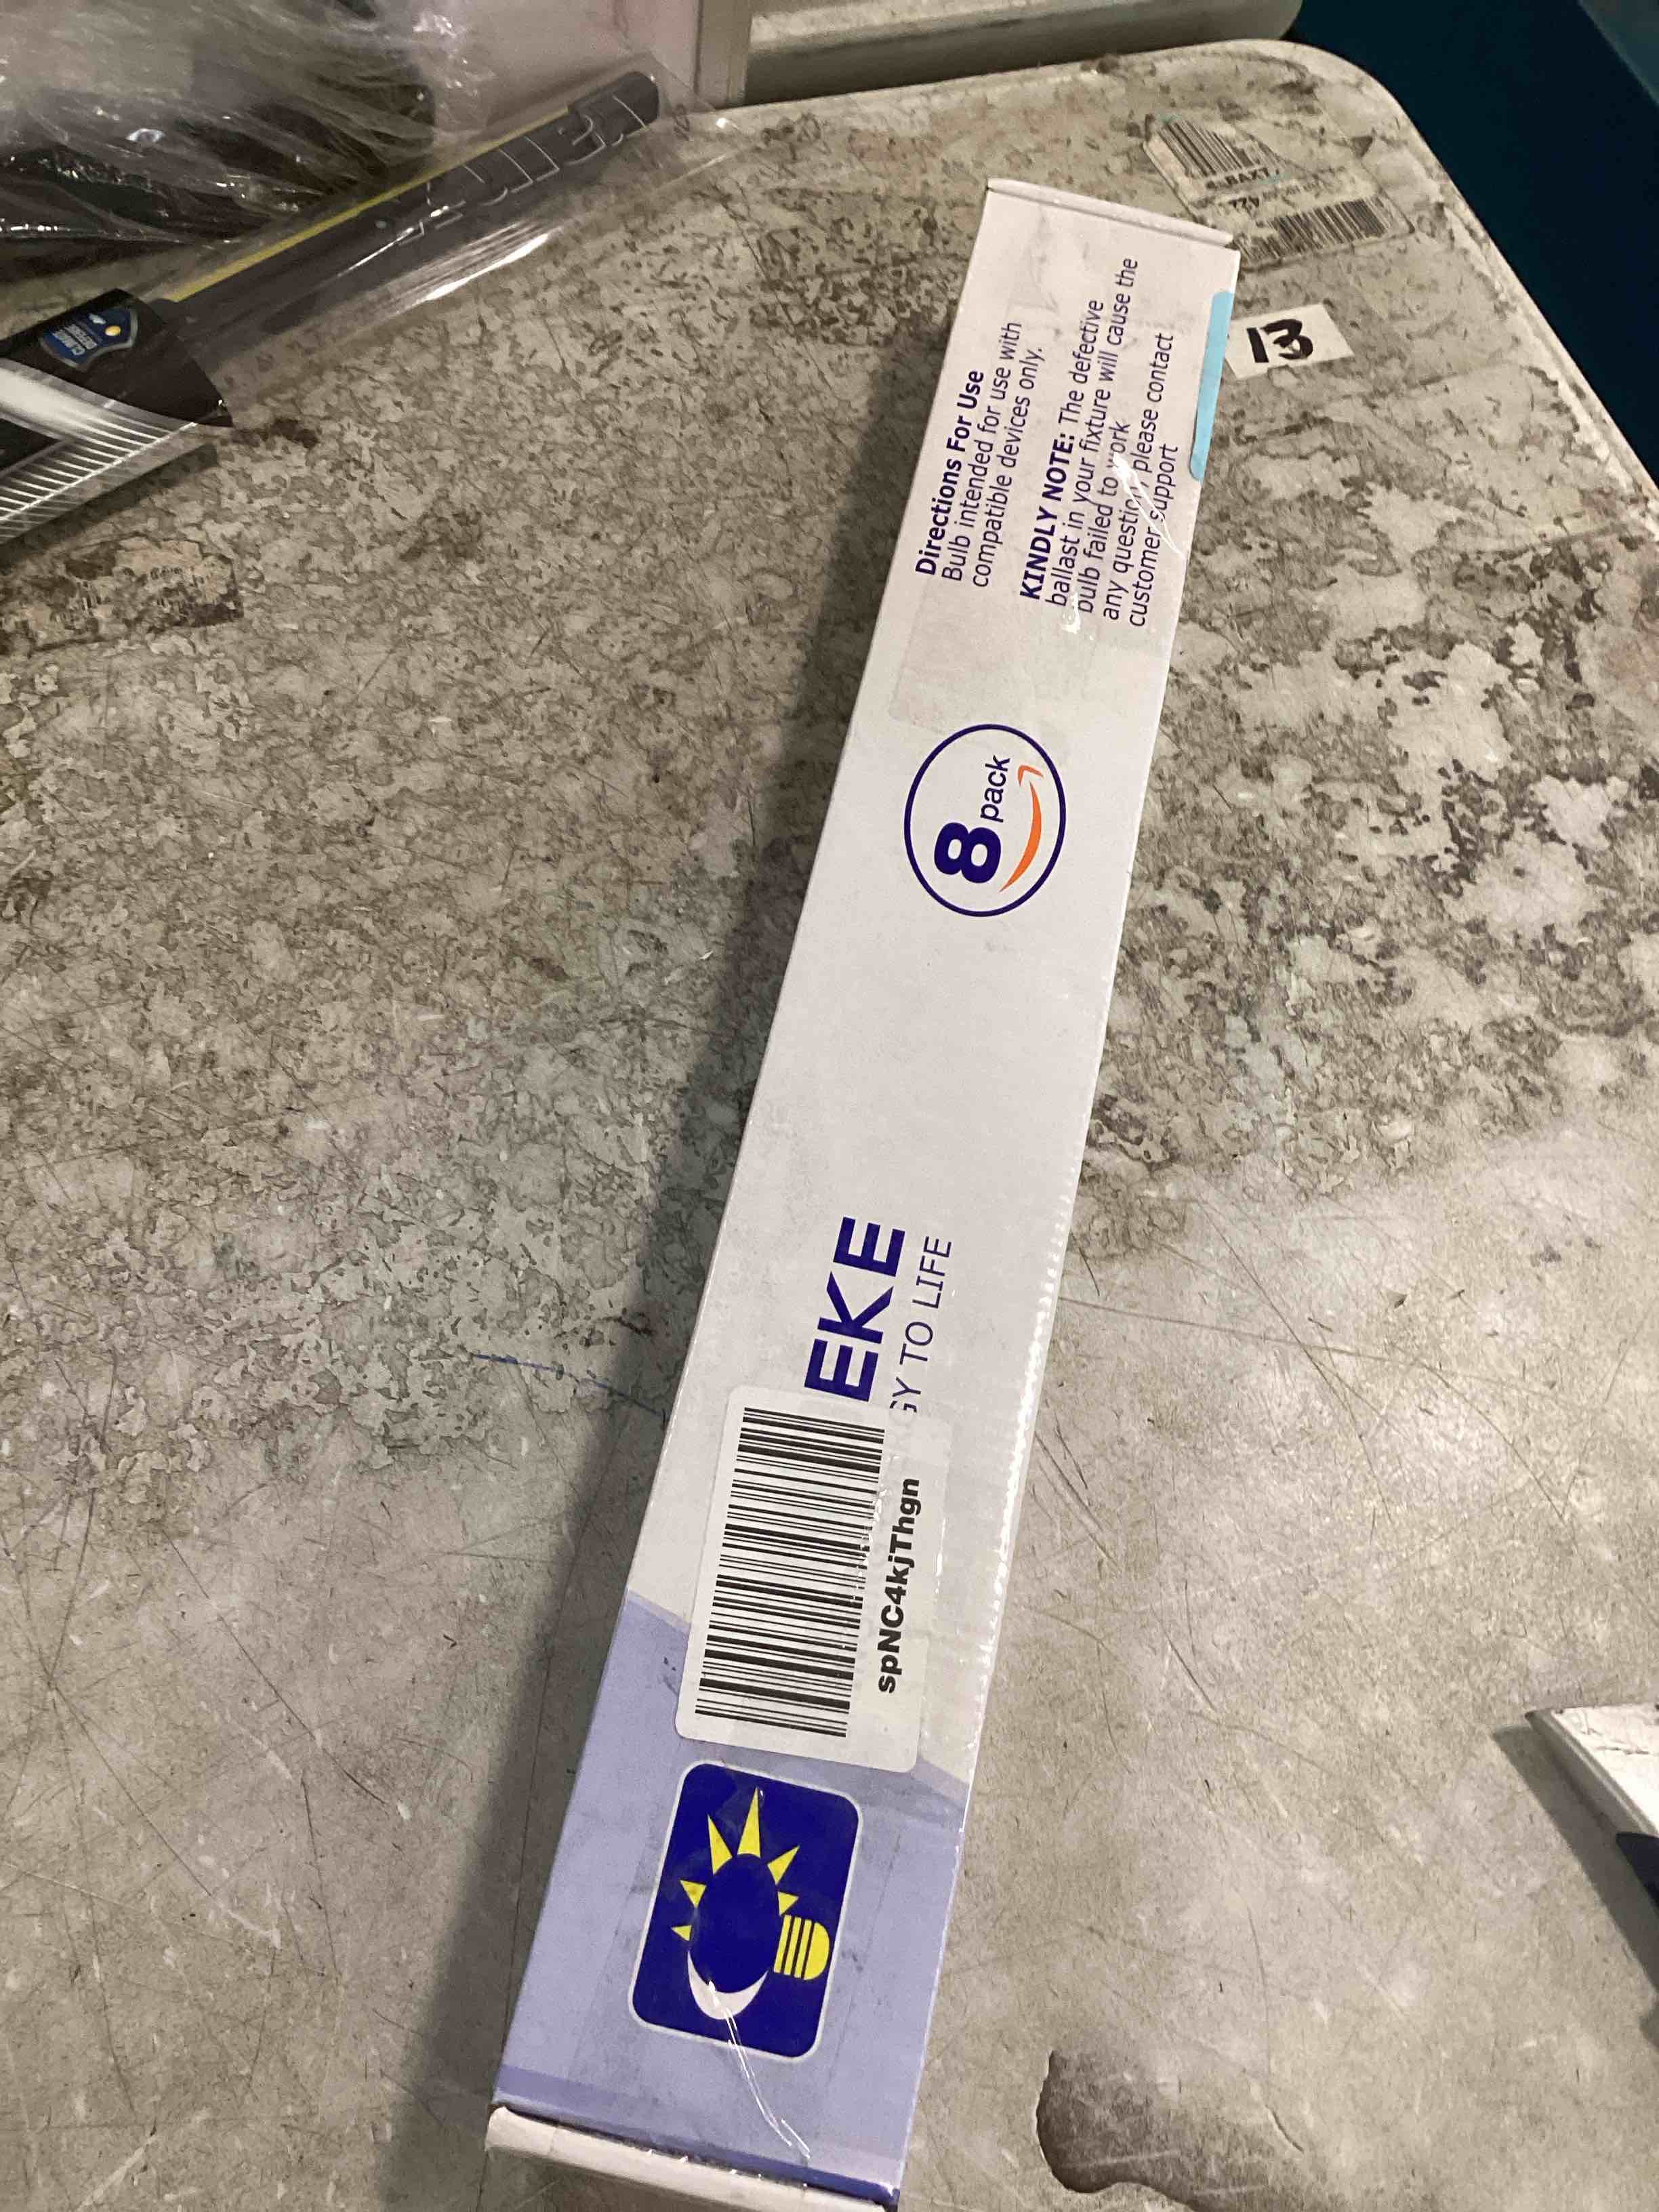 EKE
GY TO LIFE
spNC4kjThgn
8
pack
Directions For Use
Bulb intended for use with
compatible devices only.
KINDLY NOTE: The defective
ballast in your fixture will cause the
bulb failed to work
any question please contact
customer support
13